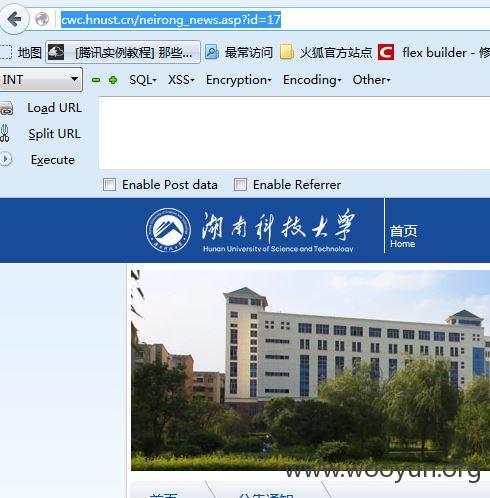 cwc.hnust.cn/neirong_news.asp?id=17
地图 [腾讯实例教程] 那些... 最常访问 火狐官方站点 C flex builder - 修
INT SQL XSS Encryption Encoding Other
Load URL
Split URL
Execute
Enable Post data Enable Referrer
湖南科技大学 首页
Hunan University of Science and Technology Home
www.wooyun.org
首页 公告通知